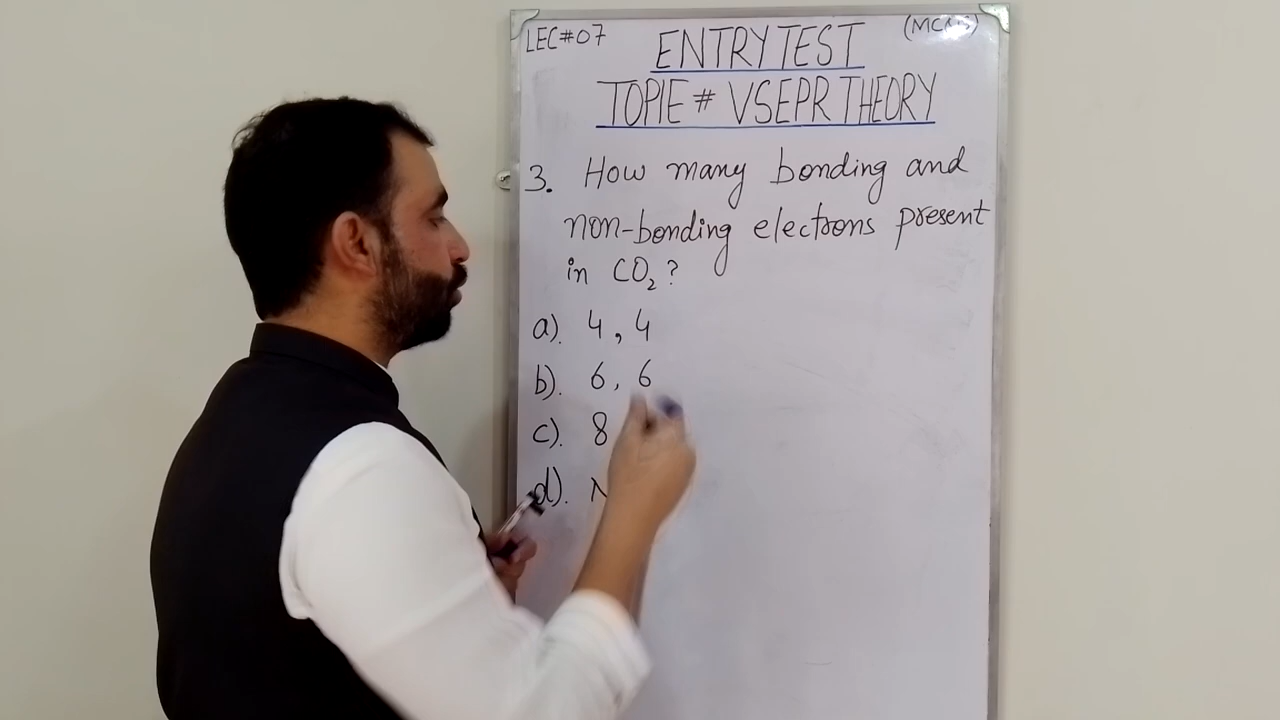 LEC#07
(MCQS)
ENTRY TEST
TOPIE # VSEPR THEORY
3. How many bonding and
non-bonding electrons present
in CO₂?
a). 4, 4
b). 6, 6
c). 8
d).